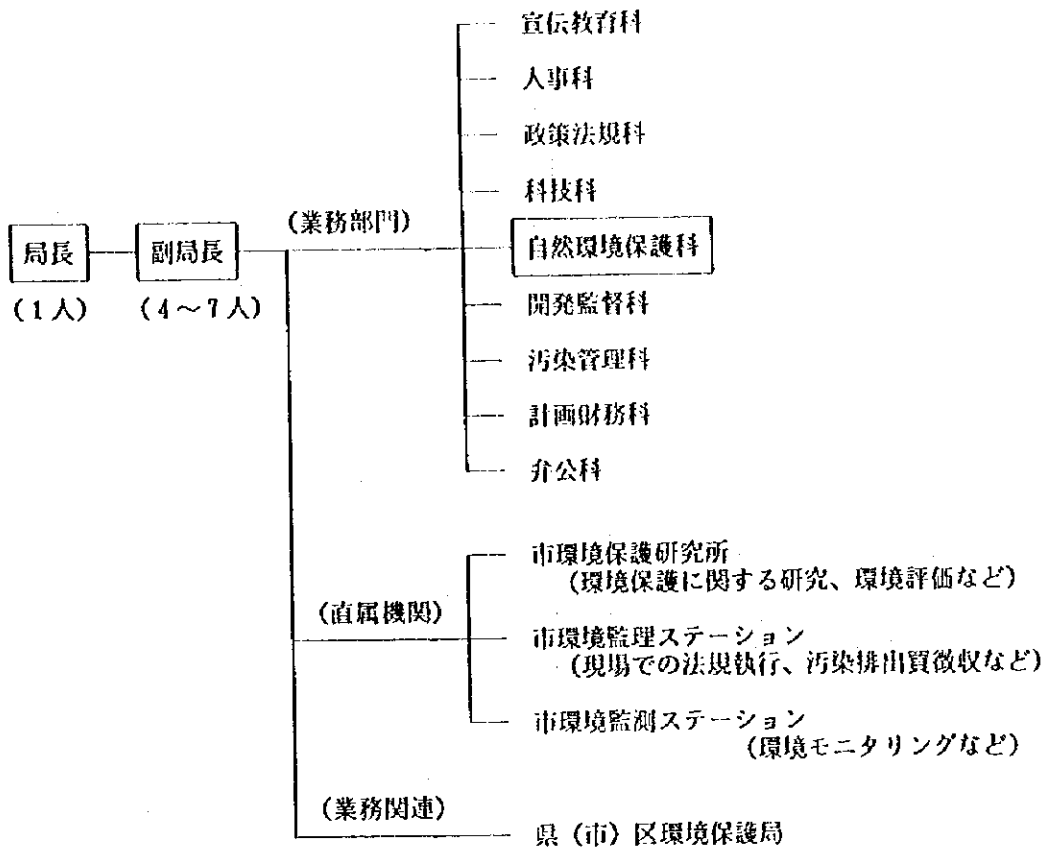 宣伝教育科
人事科
政策法規科
科技科
(業務部門)
局長
副局長
自然環境保護科
(1人)
(4〜7人)
開発監督科
汚染管理科
計画財務科
弁公科
市環境保護研究所
(環境保護に関する研究、環境評価など)
(直属機関)
市環境監理ステーション
(現場での法規執行、汚染排出質徴収など)
市環境監測ステーション
(環境モニタリングなど)
(業務関連)
県(市)区環境保護局